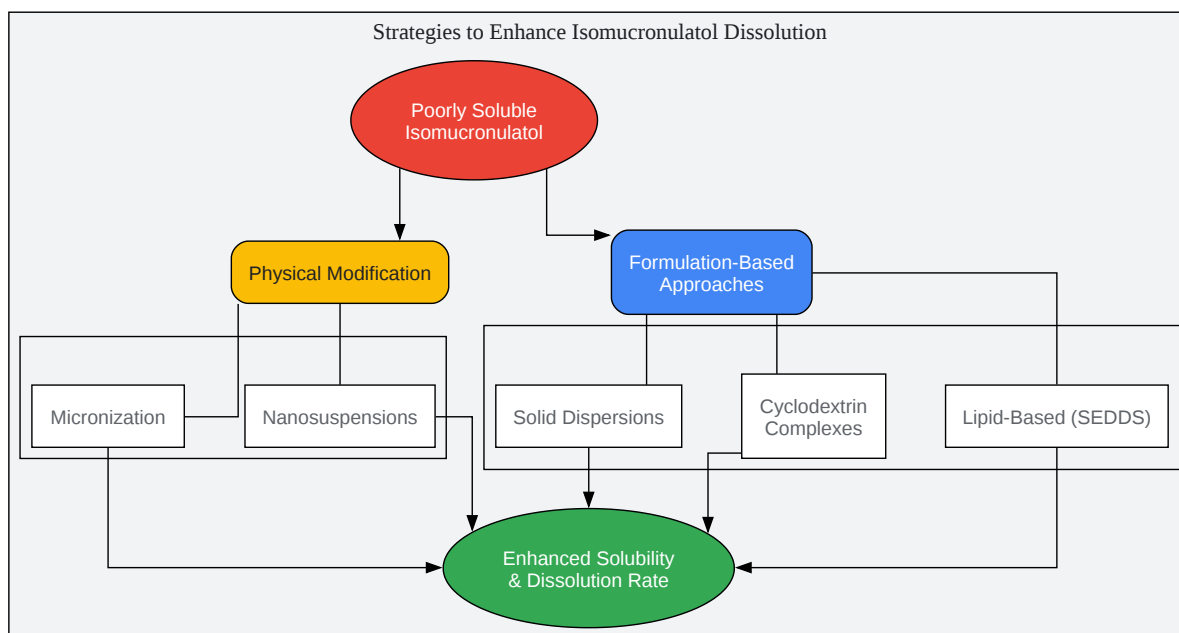 Strategies to Enhance Isomucronulatol Dissolution
Poorly Soluble
Isomucronulatol
Physical Modification
Formulation-Based
Approaches
Micronization
Nanosuspensions
Solid Dispersions
Cyclodextrin
Complexes
Lipid-Based (SEDDS)
Enhanced Solubility
& Dissolution Rate